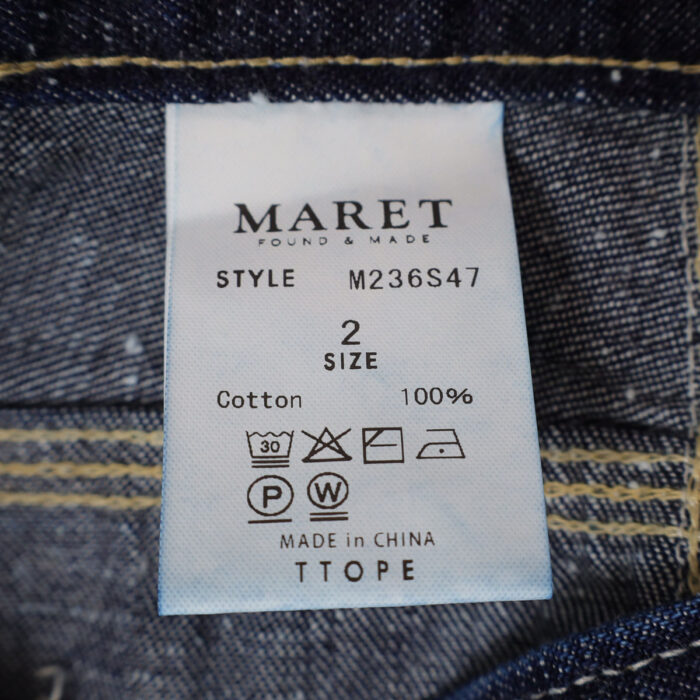 MARET
FOUND & MADE
STYLE M236S47
2
SIZE
Cotton 100%
30
P W
MADE in CHINA
TTOPE